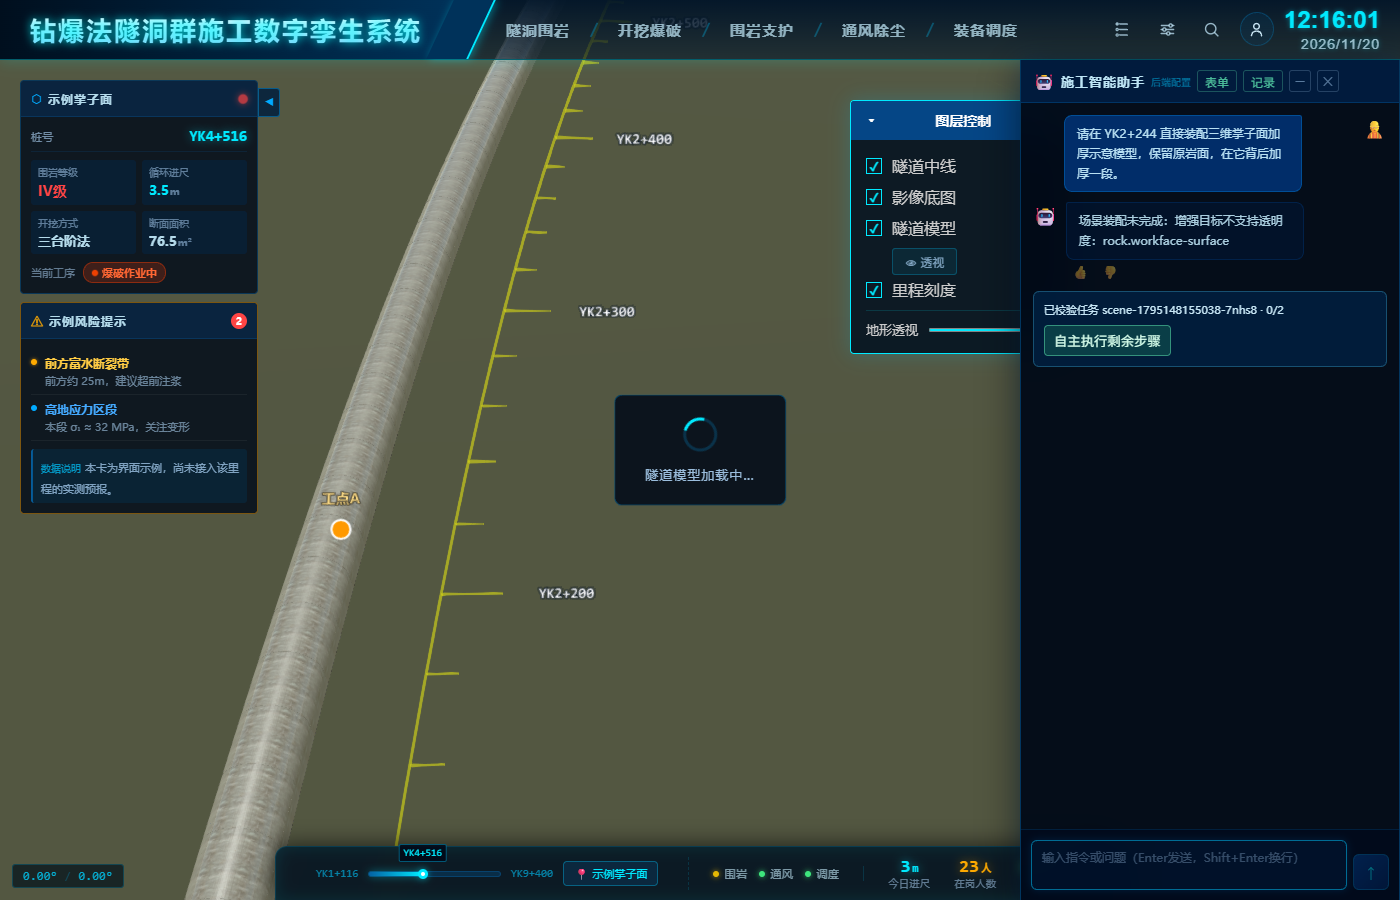 钻爆法隧洞群施工数字孪生系统
隧洞围岩 / 开挖爆破 / 围岩支护 / 通风除尘 / 装备调度
12:16:01
2026/11/20
示例掌子面
桩号 YK4+516
围岩等级
IV级
循环进尺
3.5m
开挖方式
三台阶法
断面面积
76.5m²
当前工序 爆破作业中
示例风险提示 2
前方富水断裂带
前方约 25m，建议超前注浆
高地应力区段
本段 σ₁ ≈ 32 MPa，关注变形
数据说明 本卡为界面示例，尚未接入该里
程的实测预报。
YK2+500
YK2+400
YK2+300
YK2+200
工点A
隧道模型加载中...
图层控制
隧道中线
影像底图
隧道模型
透视
里程刻度
地形透视
施工智能助手 后端配置 表单 记录
请在 YK2+244 直接装配三维掌子面加
厚示意模型，保留原岩面，在它背后加
厚一段。
场景装配未完成：增强目标不支持透明
度：rock.workface-surface
已校验任务 scene-1795148155038-7nhs8 · 0/2
自主执行剩余步骤
输入指令或问题（Enter发送，Shift+Enter换行）
0.00° / 0.00°
YK4+516
YK1+116
YK9+400
示例掌子面
围岩 通风 调度
3m
今日进尺
23人
在岗人数